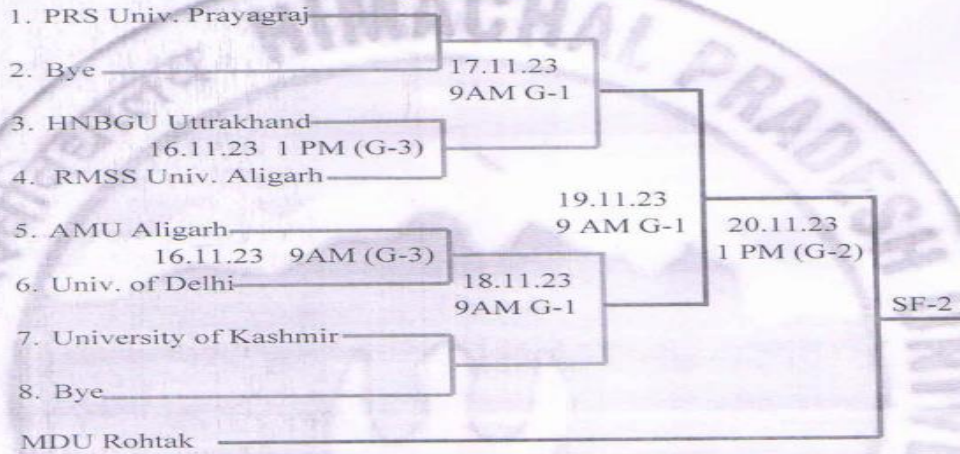 HIMACHAL PRADESH
1. PRS Univ. Prayagraj
2. Bye
17.11.23
9AM G-1
3. HNBGU Uttrakhand
16.11.23 1 PM (G-3)
4. RMSS Univ. Aligarh
19.11.23
9 AM G-1
20.11.23
1 PM (G-2)
5. AMU Aligarh
16.11.23 9AM (G-3)
6. Univ. of Delhi
18.11.23
9AM G-1
SF-2
7. University of Kashmir
8. Bye
MDU Rohtak